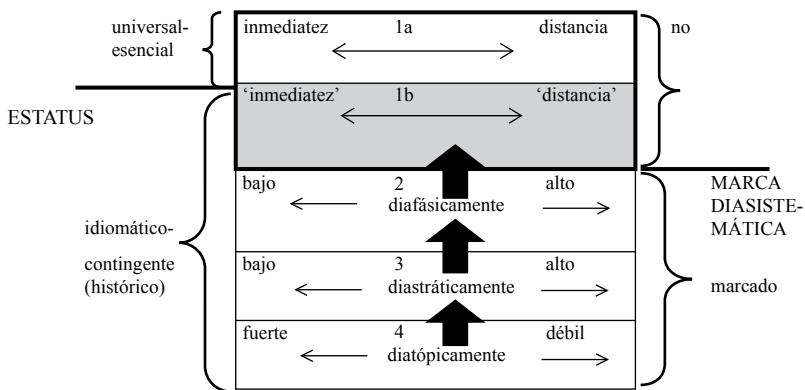 universal-
esencial
inmediatez 1a distancia
no
‘inmediatez’ 1b ‘distancia’
ESTATUS
bajo 2 alto
diafásicamente
MARCA
DIASISTE-
MÁTICA
idiomático-
contingente
(histórico)
bajo 3 alto
diastráticamente
marcado
fuerte 4 débil
diatópicamente